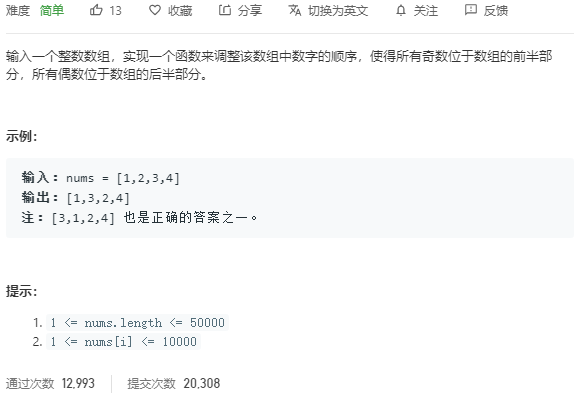 难度 简单 13 收藏 分享 切换为英文 关注 反馈
输入一个整数数组，实现一个函数来调整该数组中数字的顺序，使得所有奇数位于数组的前半部
分，所有偶数位于数组的后半部分。
示例：
输入：nums = [1,2,3,4]
输出：[1,3,2,4]
注：[3,1,2,4] 也是正确的答案之一。
提示：
1. 1 <= nums.length <= 50000
2. 1 <= nums[i] <= 10000
通过次数 12,993 提交次数 20,308